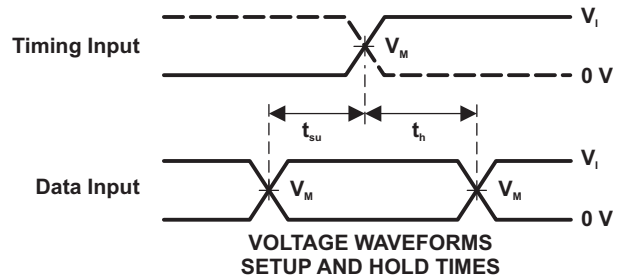 V_I
Timing Input
V_M
0 V
t_su
t_h
V_I
Data Input
V_M
V_M
0 V
VOLTAGE WAVEFORMS
SETUP AND HOLD TIMES